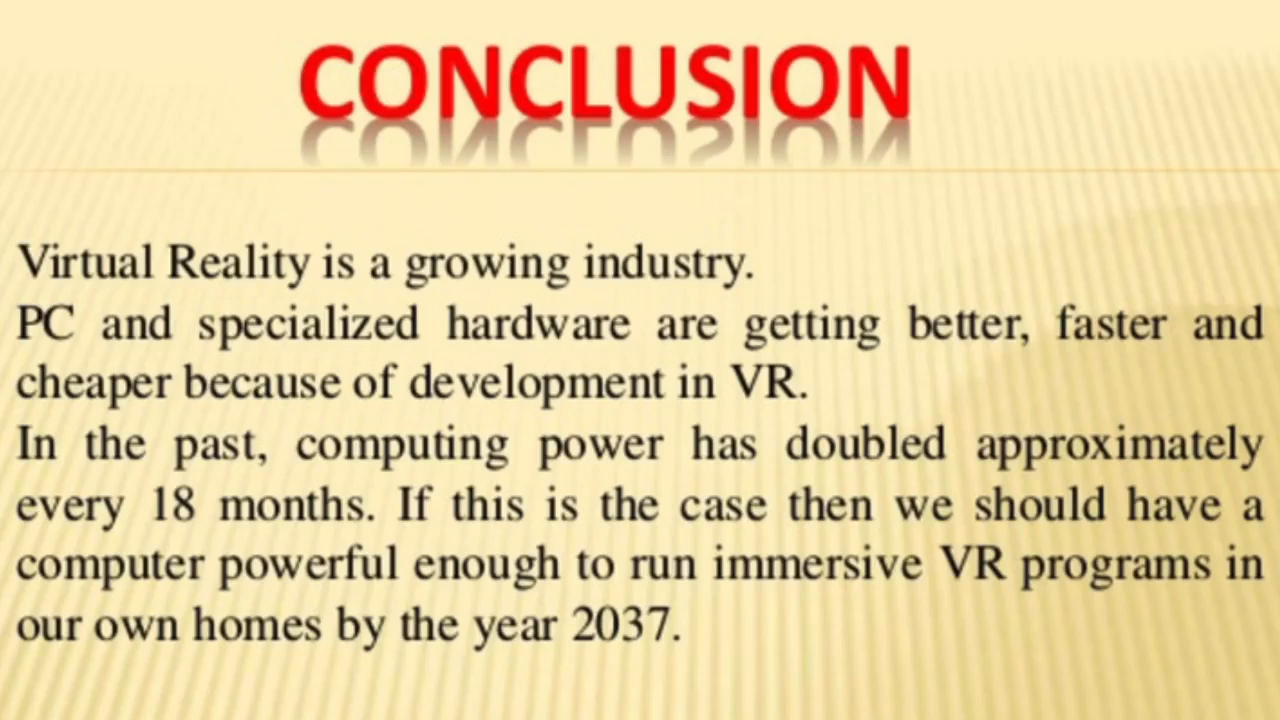 CONCLUSION
Virtual Reality is a growing industry.
PC and specialized hardware are getting better, faster and
cheaper because of development in VR.
In the past, computing power has doubled approximately
every 18 months. If this is the case then we should have a
computer powerful enough to run immersive VR programs in
our own homes by the year 2037.